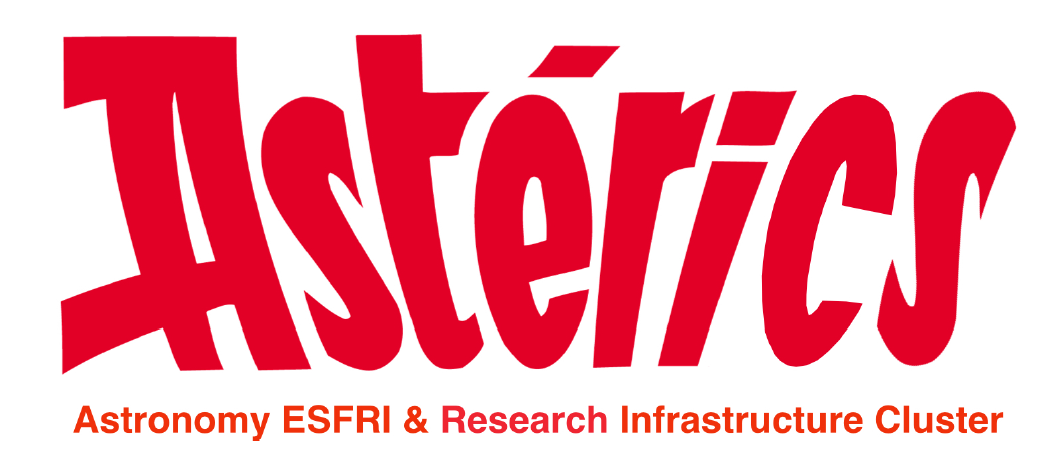 Astérics
Astronomy ESFRI & Research Infrastructure Cluster